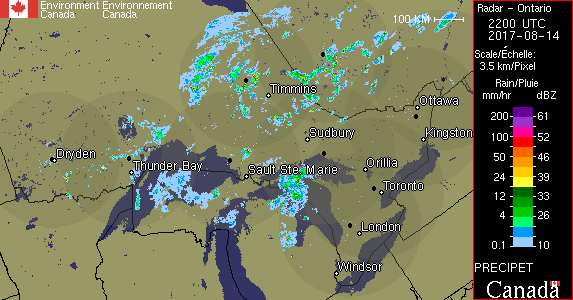 Environment Environnement
Canada Canada
100 KM
Timmins
Ottawa
Sudbury
Kingston
Dryden
Thunder Bay
Sault Ste. Marie
Orillia
Toronto
London
Windsor
Radar - Ontario
2200 UTC
2017-08-14
Scale/Échelle:
3.5 km/Pixel
Rain/Pluie
mm/hr dBZ
200 61
100 52
50 46
24 39
12 33
4 26
0.1 10
PRECIPET
Canada